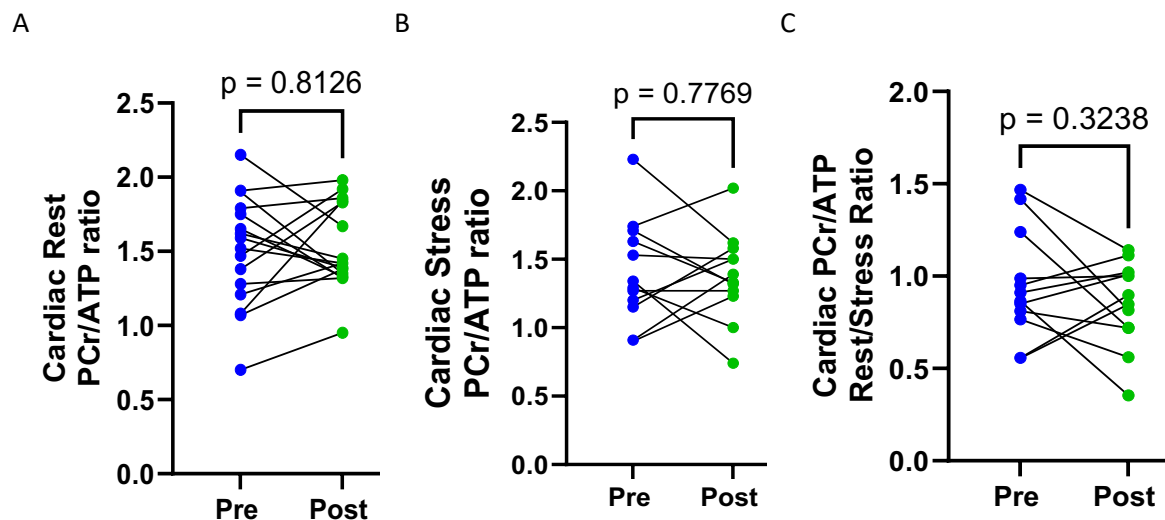 A
B
C
p = 0.8126
Cardiac Rest
PCr/ATP ratio
2.5
2.0
1.5
1.0
0.5
0.0
Pre Post
p = 0.7769
Cardiac Stress
PCr/ATP ratio
2.5
2.0
1.5
1.0
0.5
0.0
Pre Post
p = 0.3238
Cardiac PCr/ATP
Rest/Stress Ratio
2.0
1.5
1.0
0.5
0.0
Pre Post